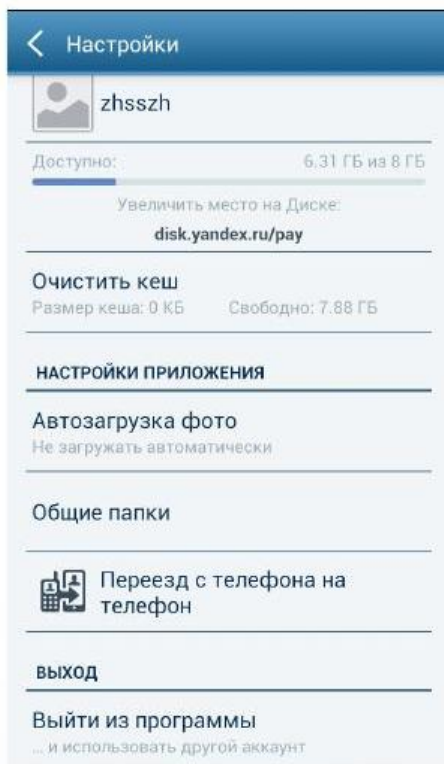 Настройки
zhsszh
Доступно: 6.31 ГБ из 8 ГБ
Увеличить место на Диске:
disk.yandex.ru/pay
Очистить кеш
Размер кеша: 0 КБ Свободно: 7.88 ГБ
НАСТРОЙКИ ПРИЛОЖЕНИЯ
Автозагрузка фото
Не загружать автоматически
Общие папки
Переезд с телефона на
телефон
ВЫХОД
Выйти из программы
... и использовать другой аккаунт